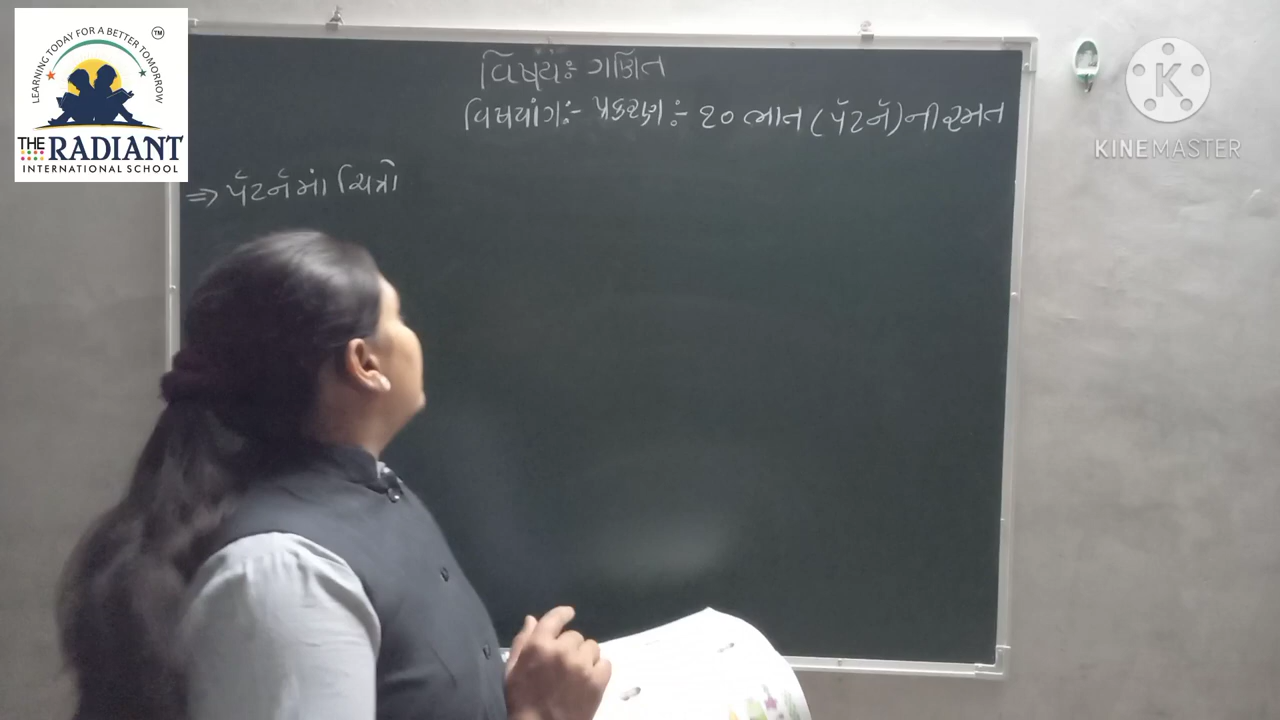 LEARNING TODAY FOR A BETTER TOMORROW
TM
THE RADIANT
INTERNATIONAL SCHOOL
વિષય:- ગણિત
વિષયાંગ:- પ્રકરણ:- ૧૦ ભાત (પૅટર્ન) ની રમત
⇒ પૅટર્નમાં ચિત્રો
K
KINEMASTER